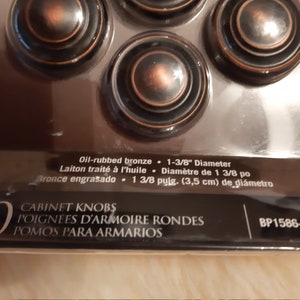 Oil-rubbed bronze • 1-3/8" Diameter
Laiton traité à l'huile • Diamètre de 1 3/8 po
Bronce engrasado • 1 3/8 pulg. (3,5 cm) de diámetro
CABINET KNOBS
POIGNÉES D'ARMOIRE RONDES
POMOS PARA ARMARIOS
BP1586-